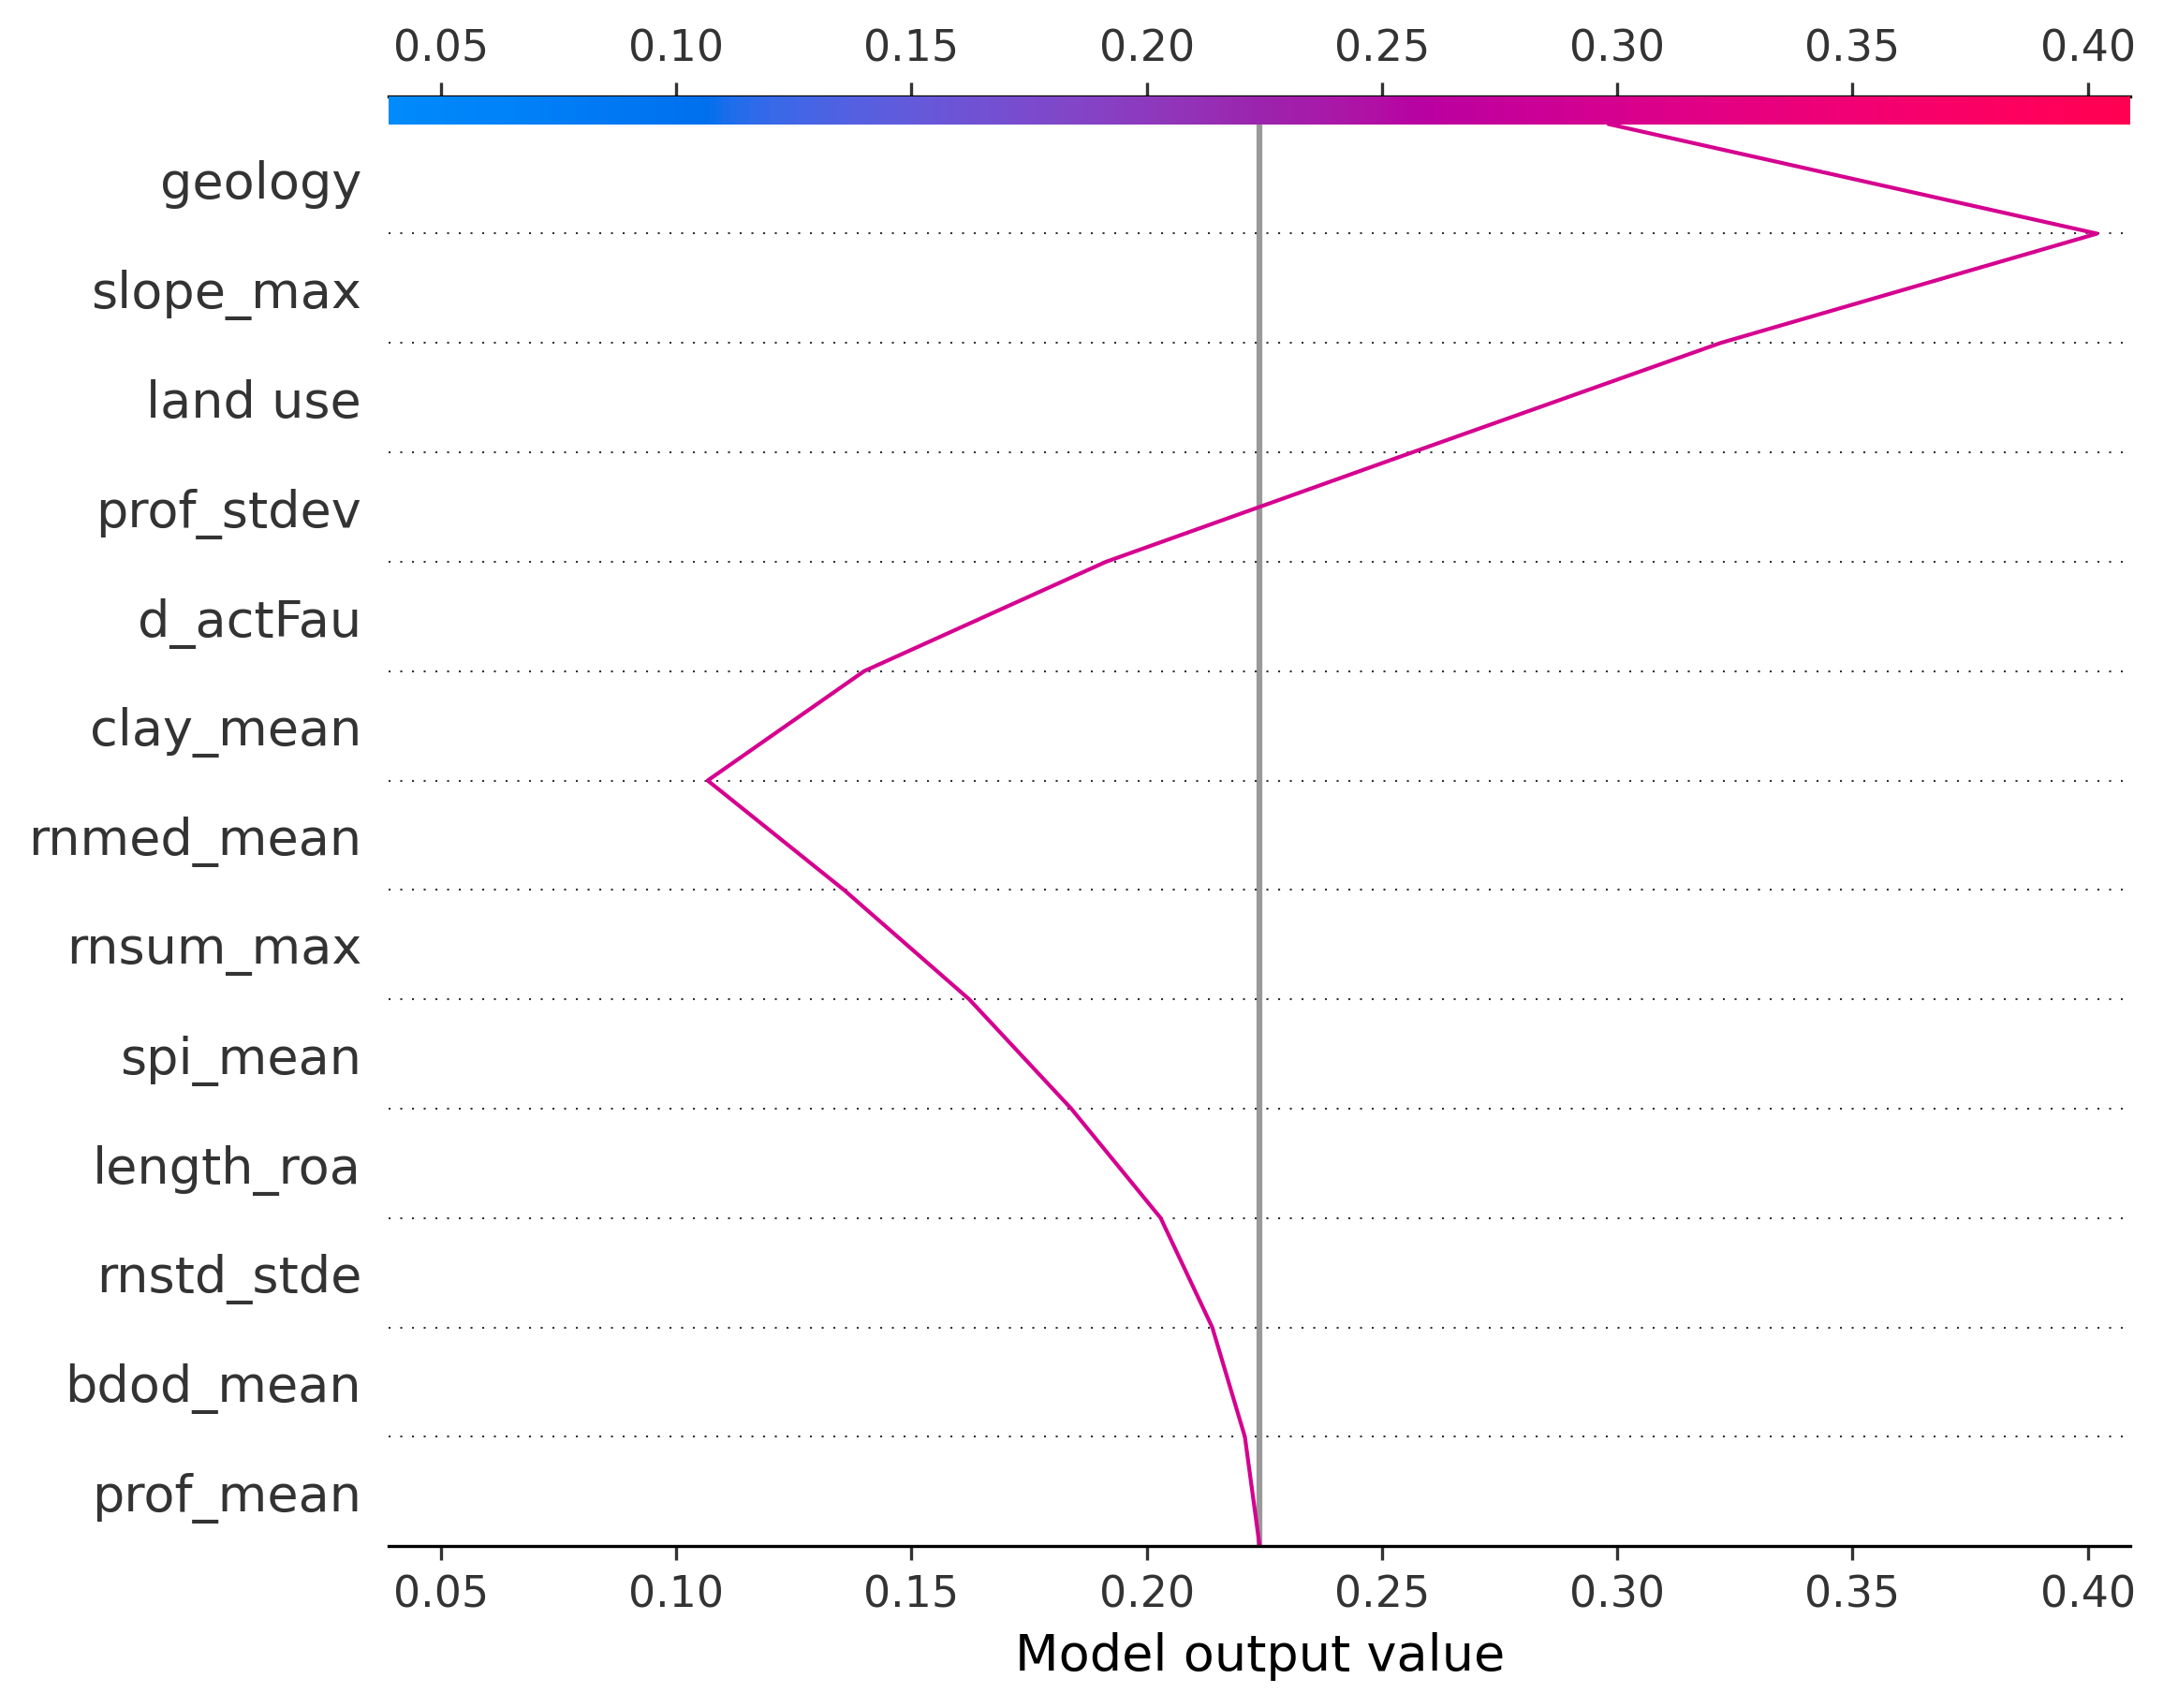 0.05 0.10 0.15 0.20 0.25 0.30 0.35 0.40
geology
slope_max
land use
prof_stdev
d_actFau
clay_mean
rnmed_mean
rnsum_max
spi_mean
length_roa
rnstd_stde
bdod_mean
prof_mean
0.05 0.10 0.15 0.20 0.25 0.30 0.35 0.40
Model output value